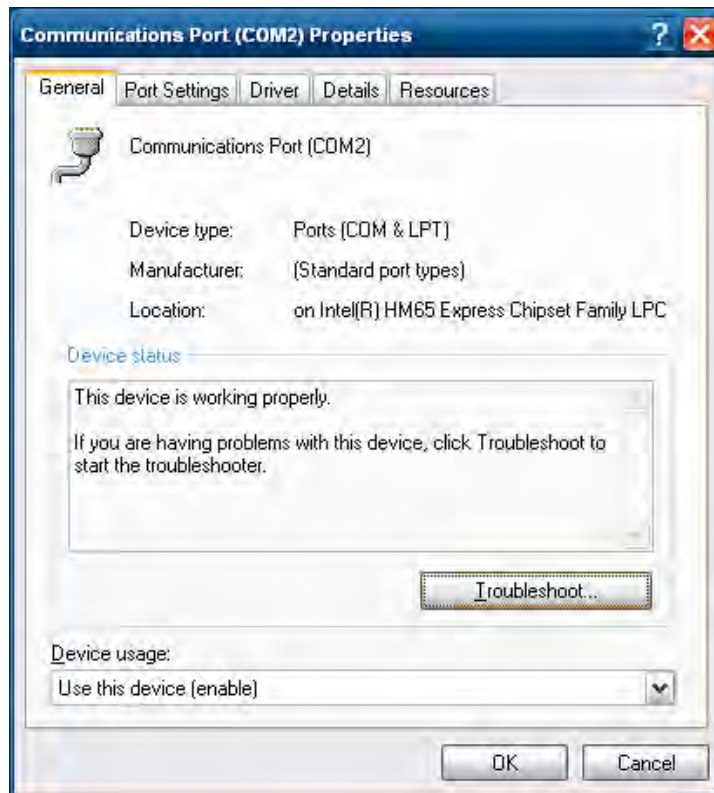 Communications Port (COM2) Properties
General Port Settings Driver Details Resources
Communications Port (COM2)
Device type: Ports (COM & LPT)
Manufacturer: (Standard port types)
Location: on Intel(R) HM65 Express Chipset Family LPC
Device status
This device is working properly.
If you are having problems with this device, click Troubleshoot to
start the troubleshooter.
Troubleshoot...
Device usage:
Use this device (enable)
OK Cancel